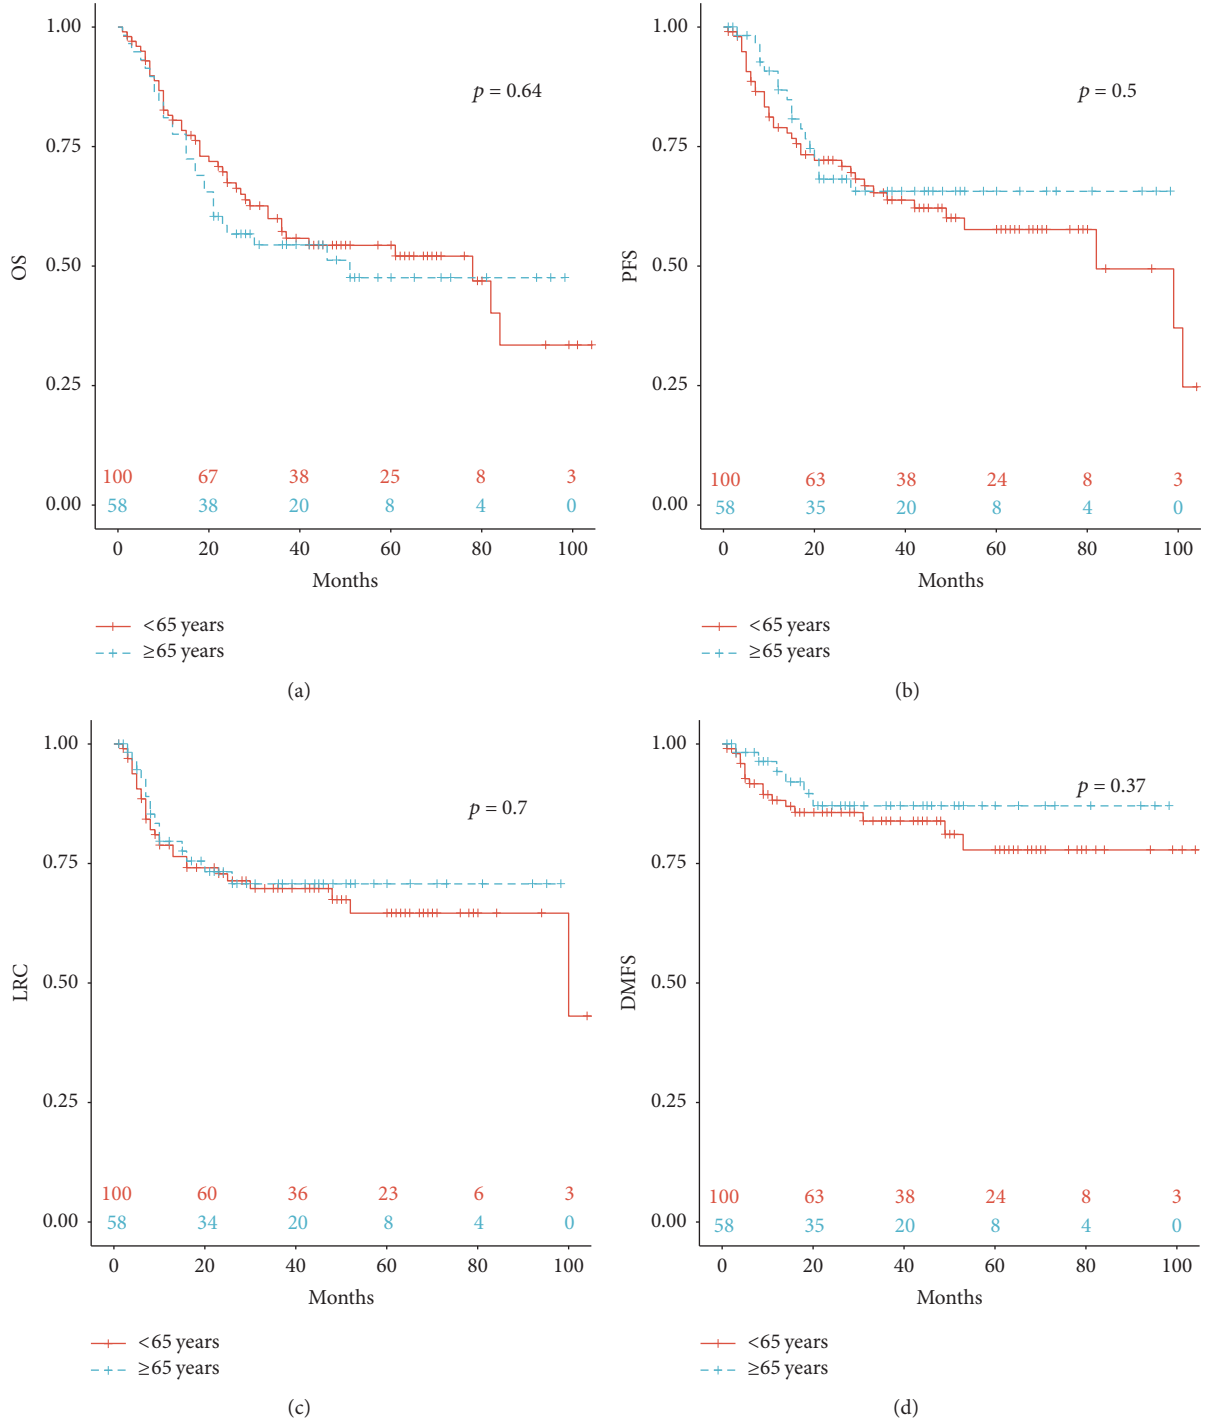 1.00
0.75
0.50
0.25
0.00
OS
p = 0.64
100 67 38 25 8 3
58 38 20 8 4 0
0 20 40 60 80 100
Months
<65 years
≥65 years
(a)
1.00
0.75
0.50
0.25
0.00
PFS
p = 0.5
100 63 38 24 8 3
58 35 20 8 4 0
0 20 40 60 80 100
Months
<65 years
≥65 years
(b)
1.00
0.75
0.50
0.25
0.00
LRC
p = 0.7
100 60 36 23 6 3
58 34 20 8 4 0
0 20 40 60 80 100
Months
<65 years
≥65 years
(c)
1.00
0.75
0.50
0.25
0.00
DMFS
p = 0.37
100 63 38 24 8 3
58 35 20 8 4 0
0 20 40 60 80 100
Months
<65 years
≥65 years
(d)